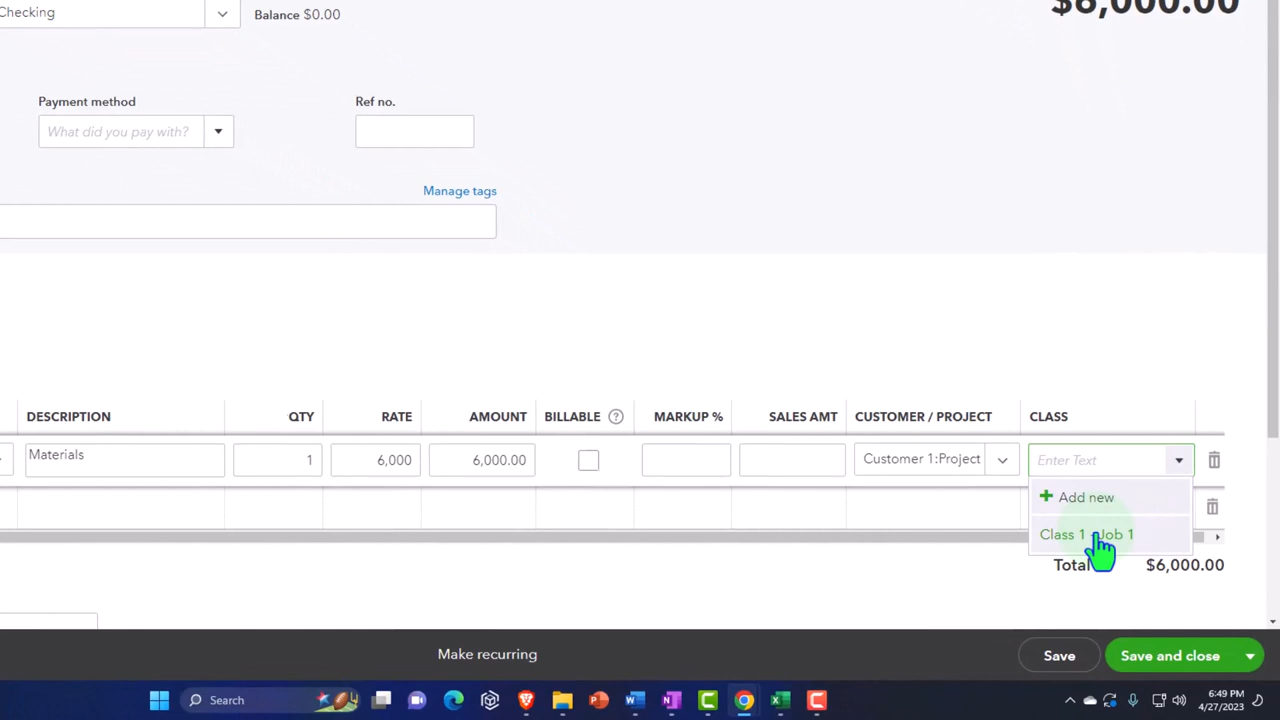 Checking
Balance $0.00
$6,000.00
Payment method
Ref no.
What did you pay with?
Manage tags
DESCRIPTION QTY RATE AMOUNT BILLABLE ? MARKUP % SALES AMT CUSTOMER / PROJECT CLASS
Materials 1 6,000 6,000.00 Customer 1:Project Enter Text
+ Add new
Class 1 - Job 1
Total $6,000.00
Make recurring
Save
Save and close
Search
6:49 PM
4/27/2023